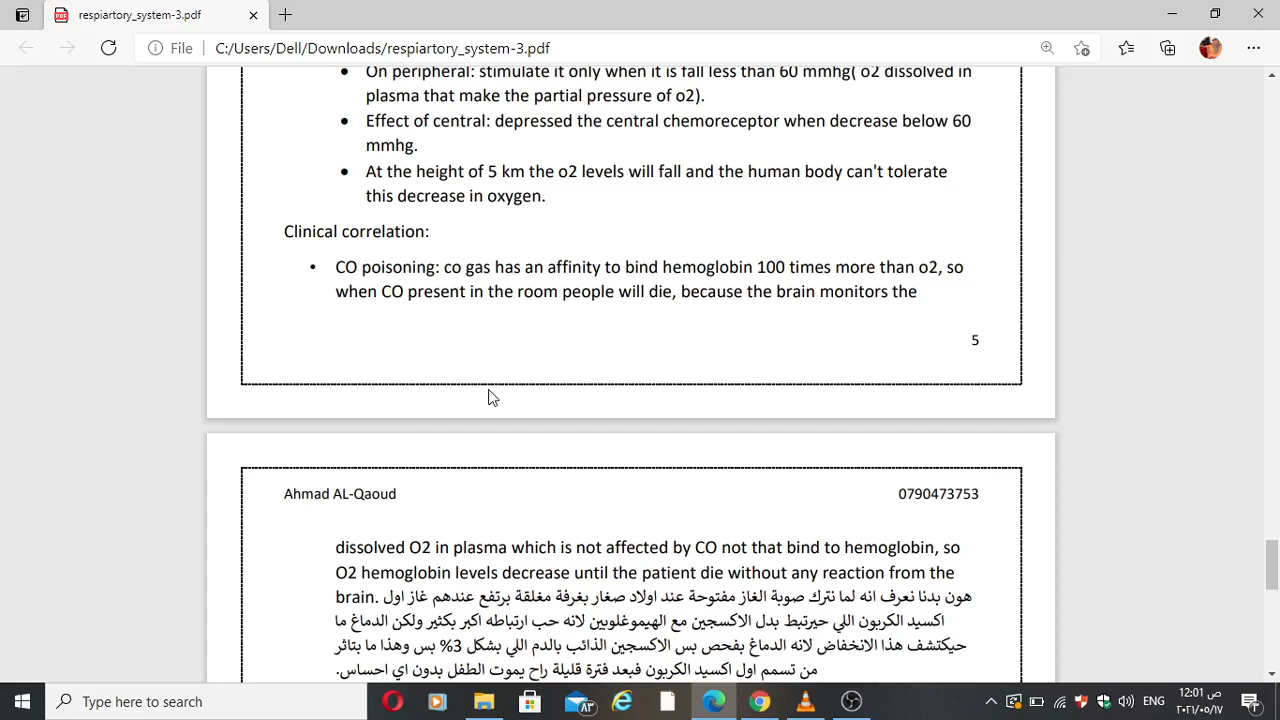 respiartory_system-3.pdf
File
C:/Users/Dell/Downloads/respiartory_system-3.pdf
On peripheral: stimulate it only when it is fall less than 60 mmhg( o2 dissolved in
plasma that make the partial pressure of o2).
Effect of central: depressed the central chemoreceptor when decrease below 60
mmhg.
At the height of 5 km the o2 levels will fall and the human body can't tolerate
this decrease in oxygen.
Clinical correlation:
CO poisoning: co gas has an affinity to bind hemoglobin 100 times more than o2, so
when CO present in the room people will die, because the brain monitors the
5
Ahmad AL-Qaoud 0790473753
dissolved O2 in plasma which is not affected by CO not that bind to hemoglobin, so
O2 hemoglobin levels decrease until the patient die without any reaction from the
brain. هون بدنا نعرف انه لما نترك صوبة الغاز مفتوحة عند اولاد صغار بغرفة مغلقة برتفع عندهم غاز اول
اكسيد الكربون اللي حيرتبط بدل الاكسجين مع الهيموغلوبين لانه حب ارتباطه اكبر بكثير ولكن الدماغ ما
حيكتشف هذا الانخفاض لانه الدماغ بفحص بس الاكسجين الذائب بالدم اللي بشكل 3% بس وهذا ما بتاثر
من تسمم اول اكسيد الكربون فبعد فترة قليلة راح يموت الطفل بدون اي احساس.
Type here to search
٨٣
ENG
12:01 ص
٢٠٢١/٠٥/١٧